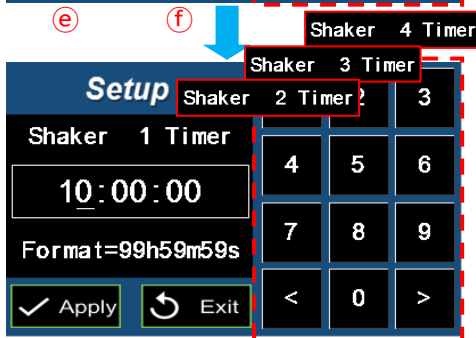 ⓔ ⓕ
Shaker 4 Timer
Shaker 3 Timer
Shaker 2 Timer
Setup
2 3
Shaker 1 Timer
4 5 6
10:00:00
7 8 9
Format=99h59m59s
Apply Exit
< 0 >